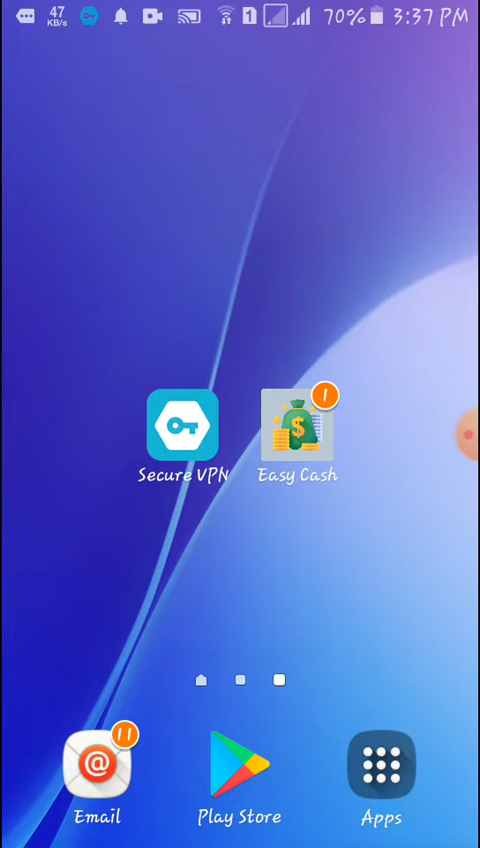 47
KB/s
1
70%
3:37 PM
1
$
Secure VPN
Easy Cash
11
@
Email
Play Store
Apps